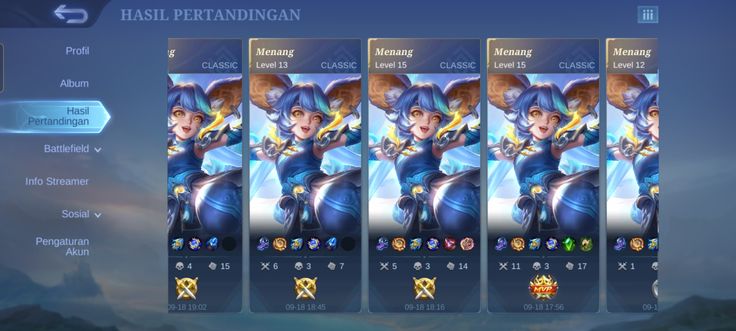 HASIL PERTANDINGAN
Profil
Album
Hasil
Pertandingan
Battlefield
Info Streamer
Sosial
Pengaturan
Akun
CLASSIC
4 15
09-18 19:02
Menang
Level 13 CLASSIC
6 3 7
09-18 18:45
Menang
Level 15 CLASSIC
5 3 14
09-18 18:16
Menang
Level 15 CLASSIC
11 3 17
MVP
09-18 17:56
Menang
Level 12
1 4